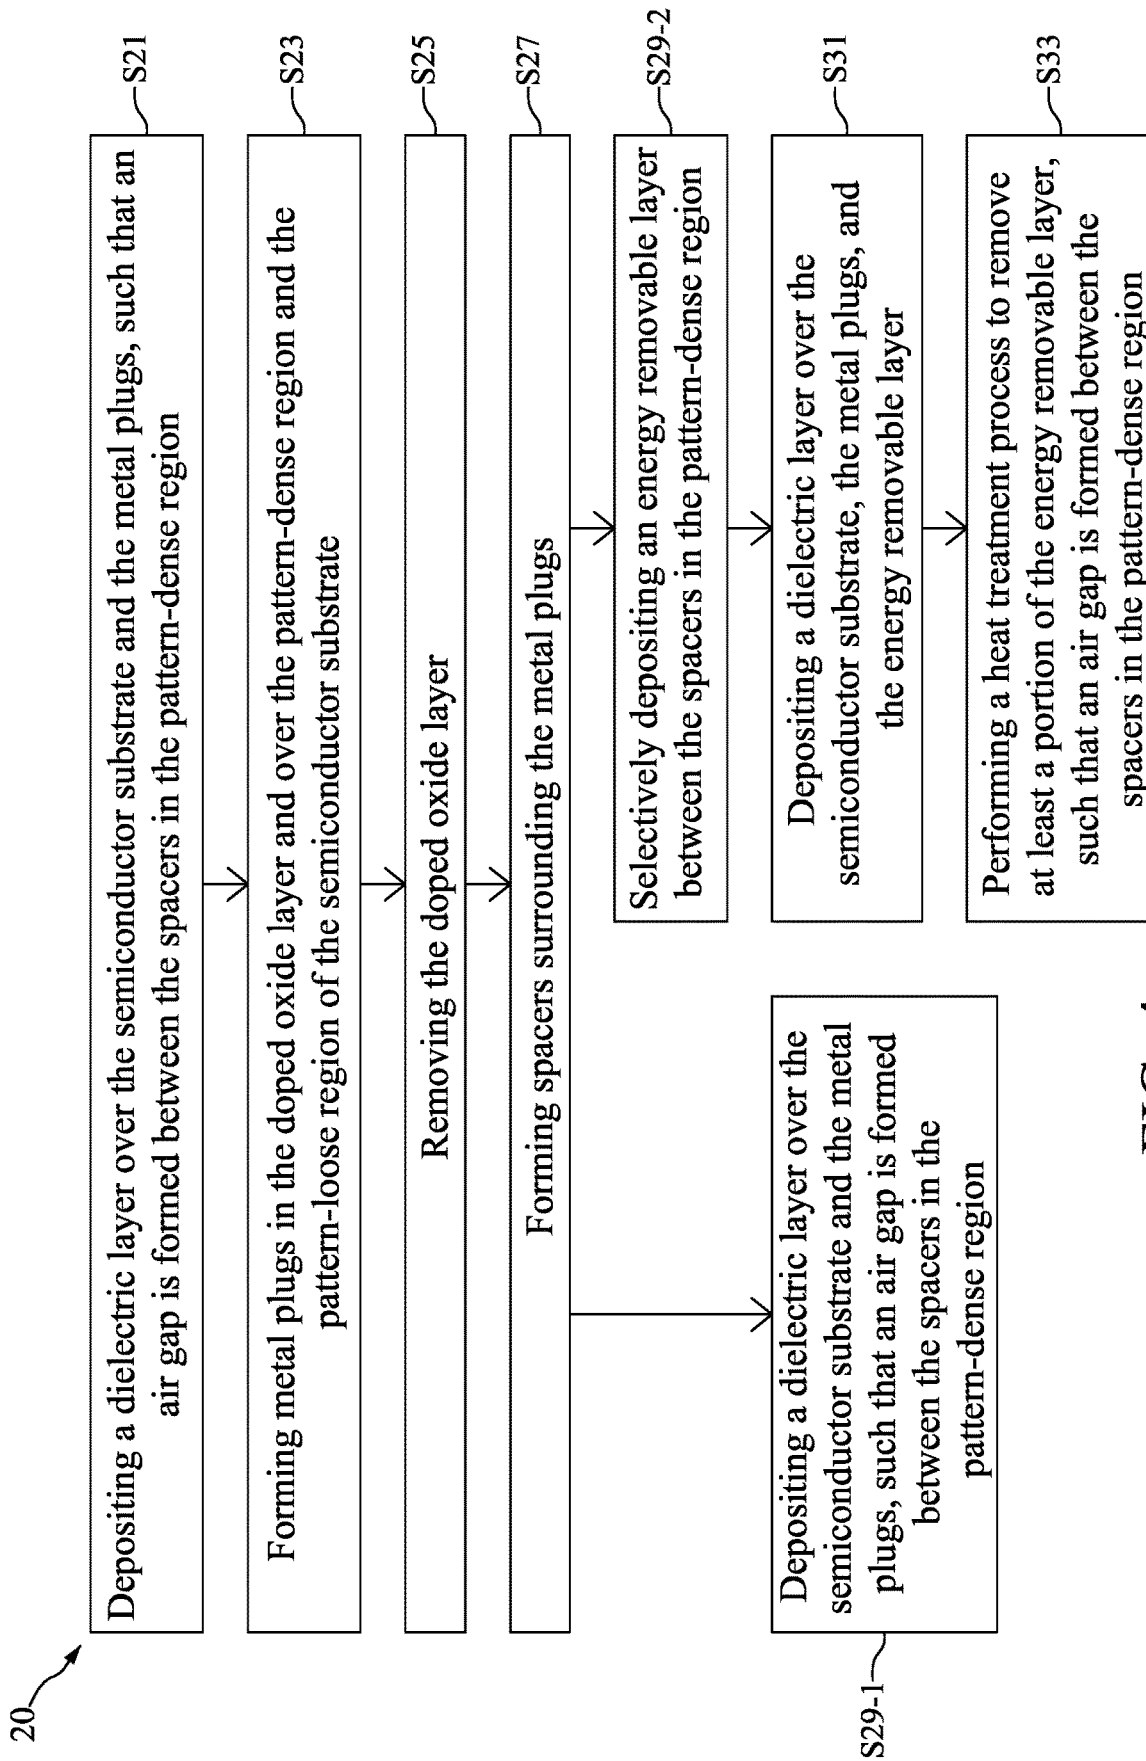 20
Depositing a dielectric layer over the semiconductor substrate and the metal plugs, such that an
air gap is formed between the spacers in the pattern-dense region
S21
Forming metal plugs in the doped oxide layer and over the pattern-dense region and the
pattern-loose region of the semiconductor substrate
S23
Removing the doped oxide layer
S25
Forming spacers surrounding the metal plugs
S27
Depositing a dielectric layer over the
semiconductor substrate and the metal
plugs, such that an air gap is formed
between the spacers in the
pattern-dense region
S29-1
Selectively depositing an energy removable layer
between the spacers in the pattern-dense region
S29-2
Depositing a dielectric layer over the
semiconductor substrate, the metal plugs, and
the energy removable layer
S31
Performing a heat treatment process to remove
at least a portion of the energy removable layer,
such that an air gap is formed between the
spacers in the pattern-dense region
S33